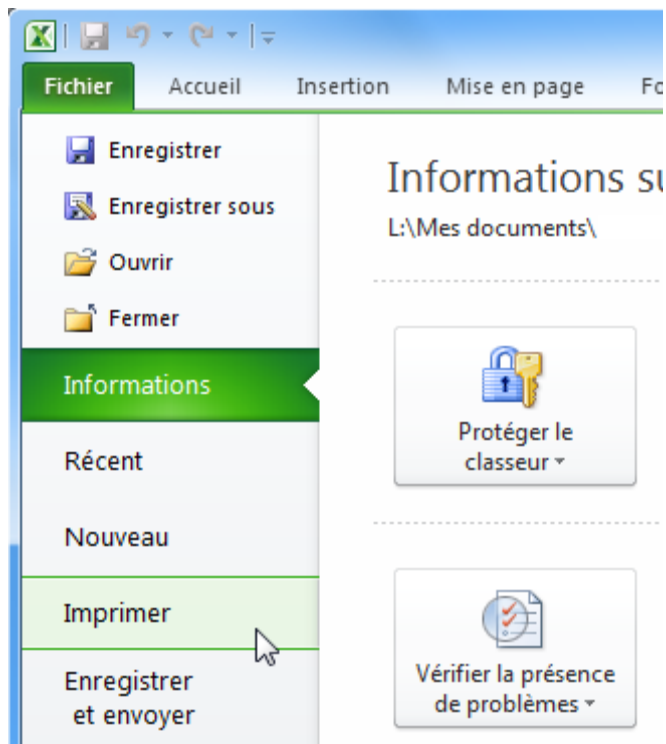 Fichier Accueil Insertion Mise en page
Enregistrer
Enregistrer sous
Ouvrir
Fermer
Informations
Récent
Nouveau
Imprimer
Enregistrer
et envoyer
Informations
L:\Mes documents\
Protéger le
classeur
Vérifier la présence
de problèmes